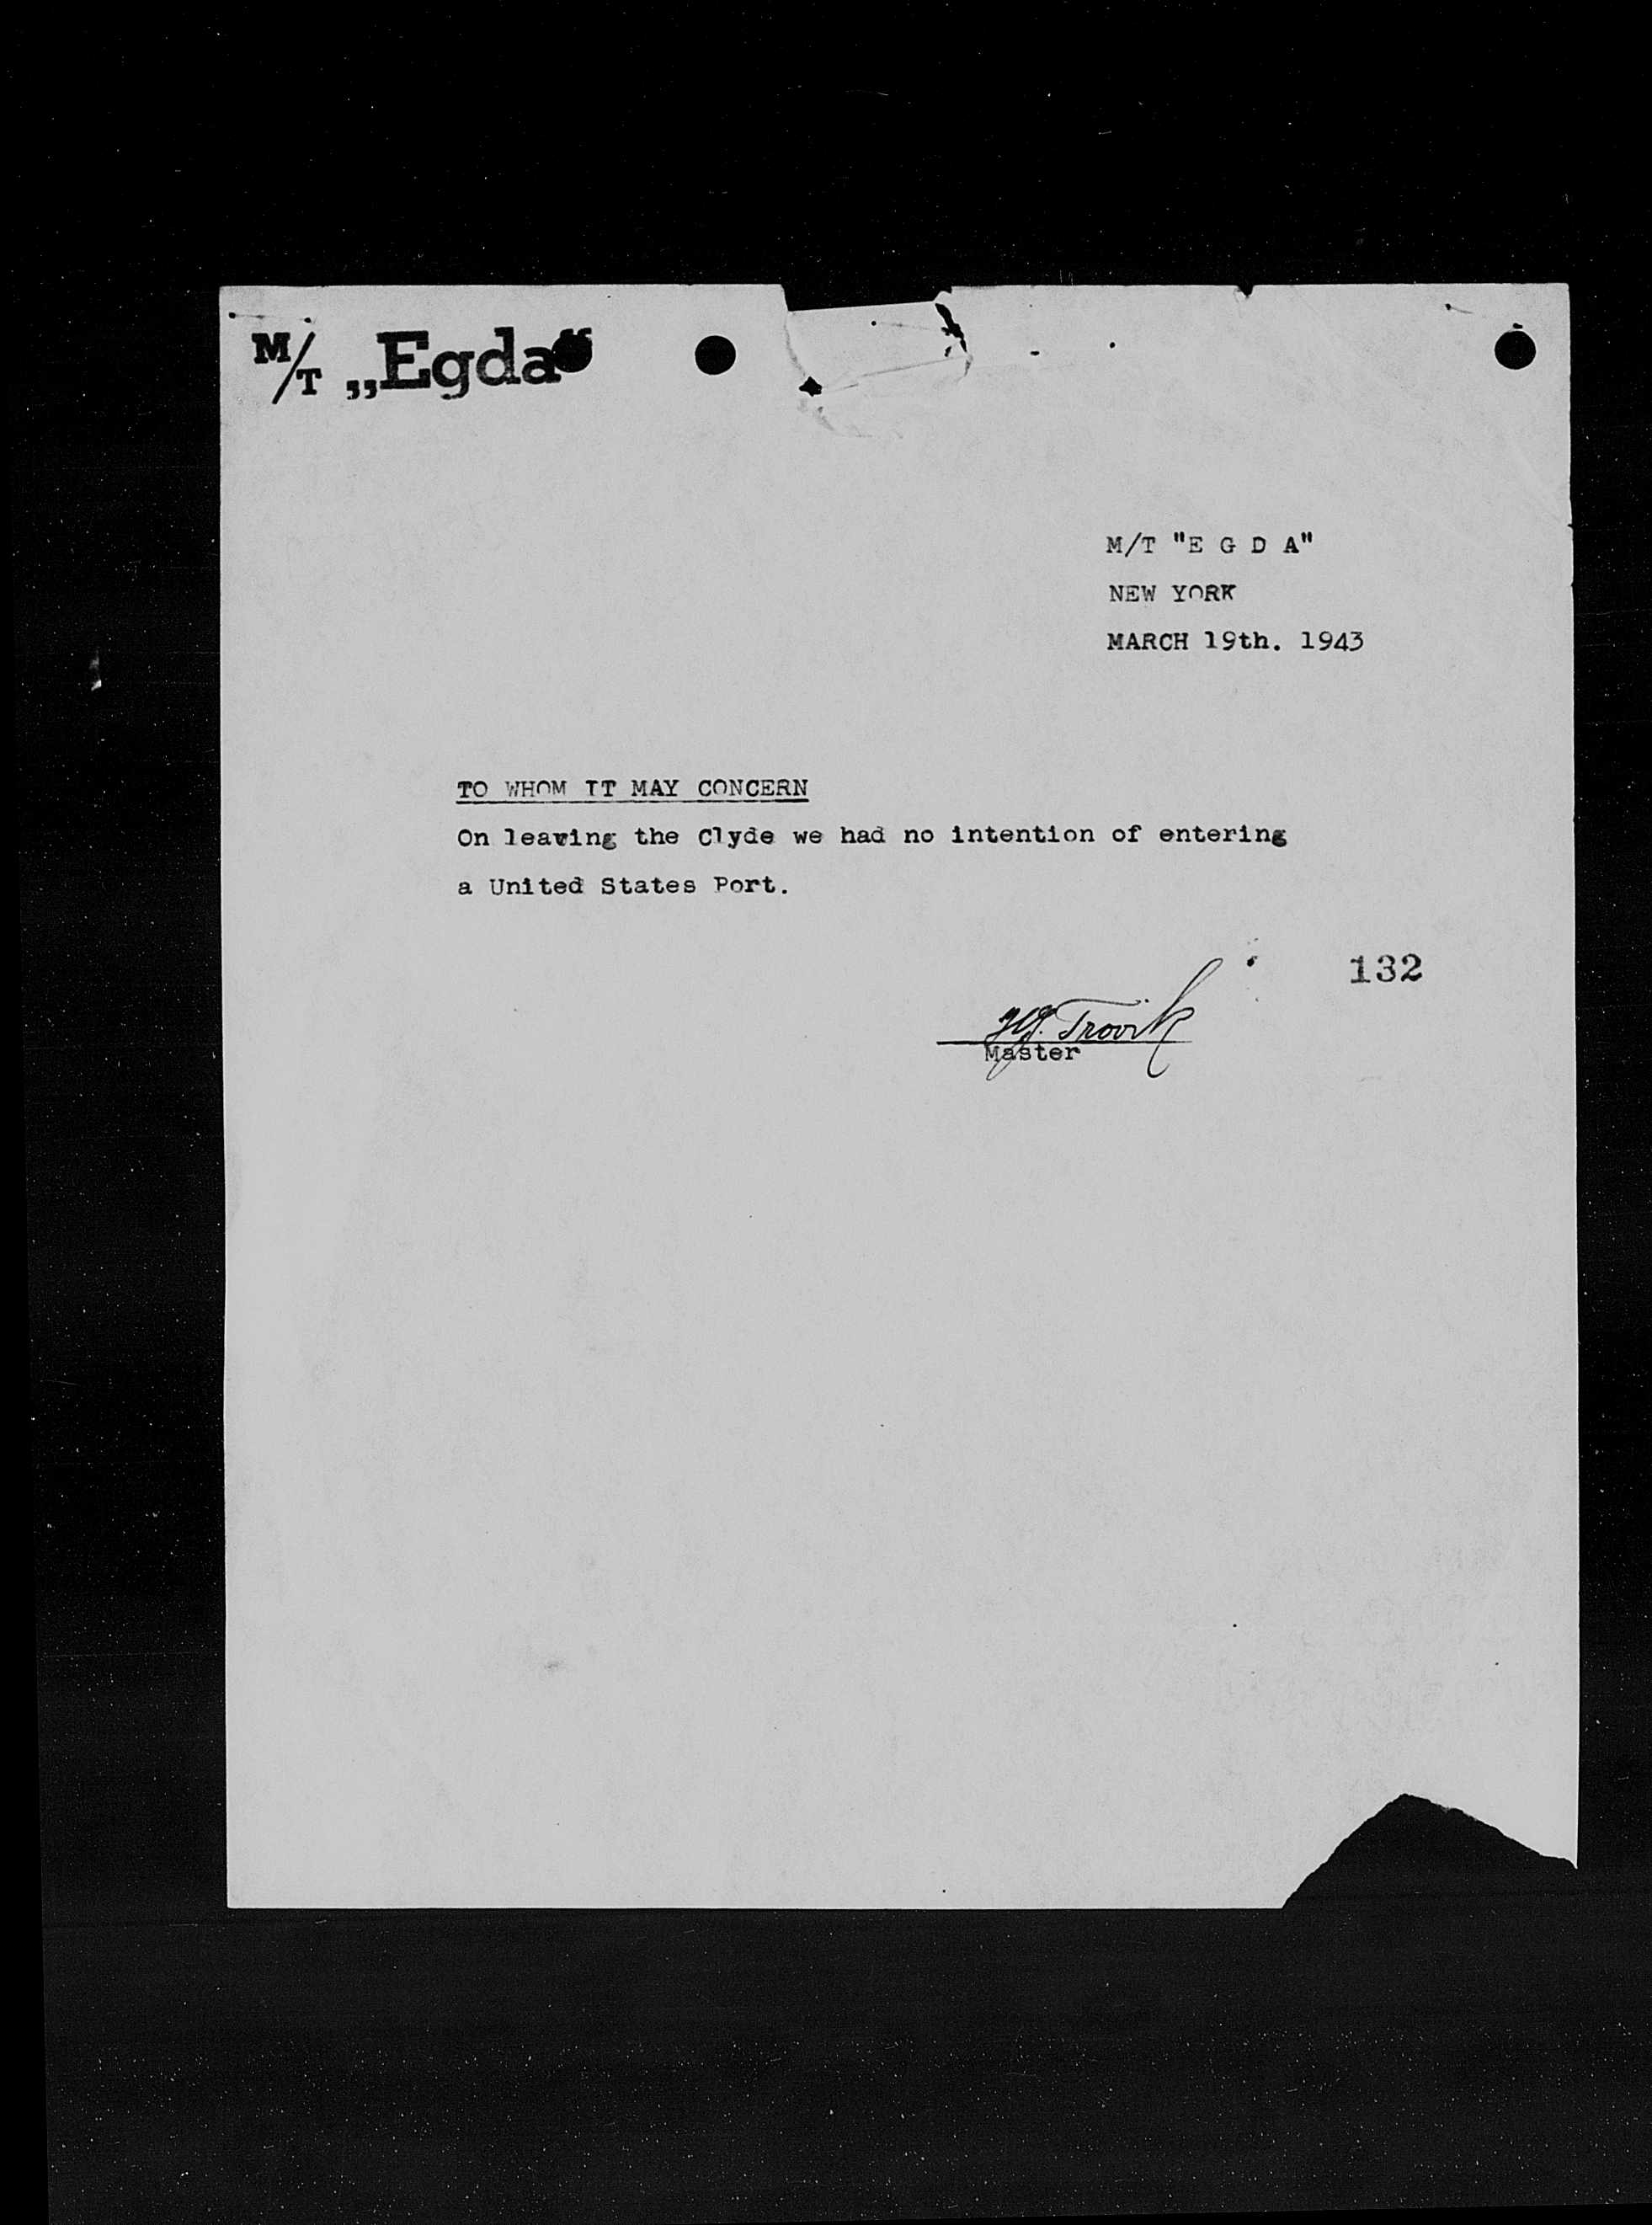 M/T „Egda“
M/T "E G D A"
NEW YORK
MARCH 19th. 1943
TO WHOM IT MAY CONCERN
On leaving the Clyde we had no intention of entering
a United States Port.
132
Trovik
Master